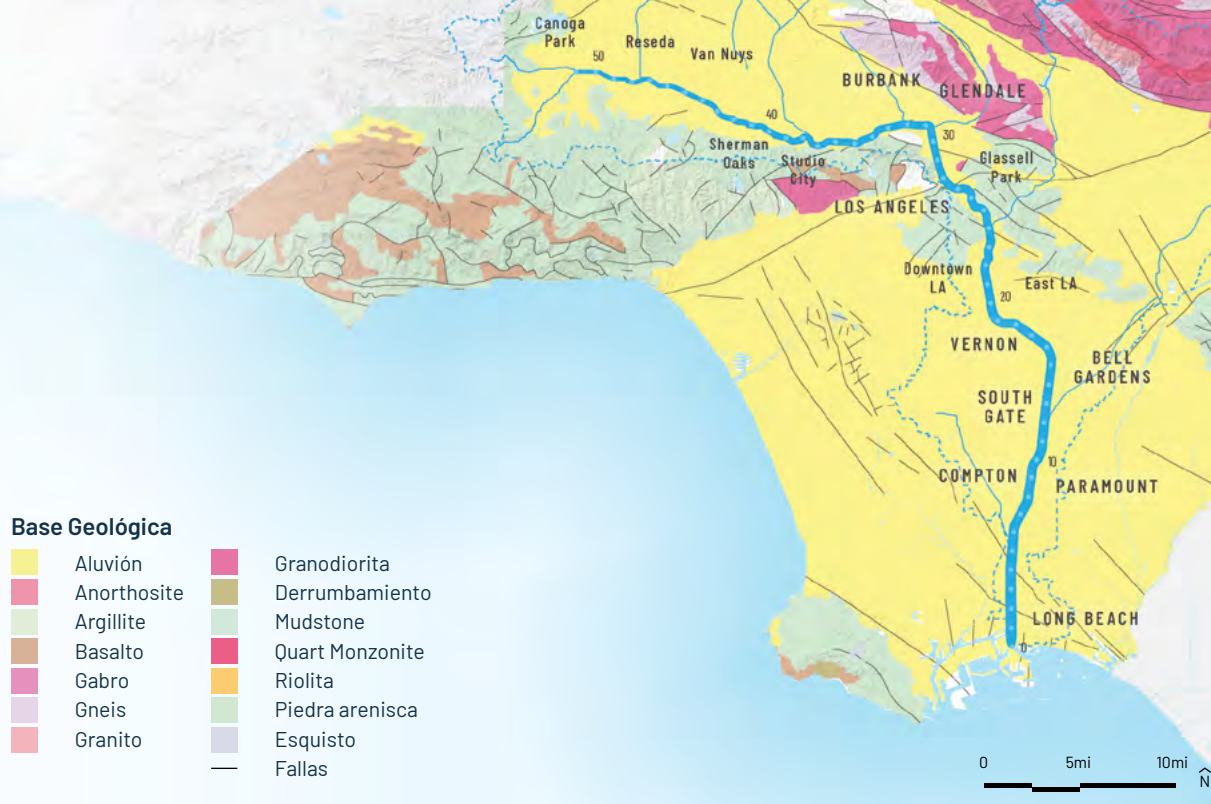 Canoga
Park
50
Reseda
Van Nuys
BURBANK
GLENDALE
40
30
Sherman
Oaks
Studio
City
Glassell
Park
LOS ANGELES
Downtown
LA
East LA
20
VERNON
BELL
GARDENS
SOUTH
GATE
10
COMPTON
PARAMOUNT
LONG BEACH
0
Base Geológica
Aluvión
Anorthosite
Argillite
Basalto
Gabro
Gneis
Granito
Granodiorita
Derrumbamiento
Mudstone
Quart Monzonite
Riolita
Piedra arenisca
Esquisto
Fallas
0 5mi 10mi
N